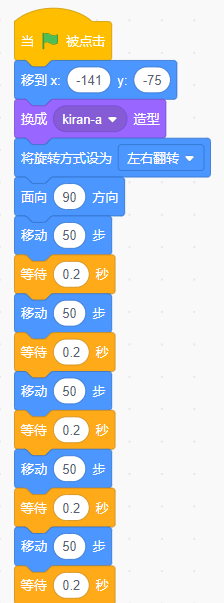 当 被点击
移到 x: -141 y: -75
换成 kiran-a 造型
将旋转方式设为 左右翻转
面向 90 方向
移动 50 步
等待 0.2 秒
移动 50 步
等待 0.2 秒
移动 50 步
等待 0.2 秒
移动 50 步
等待 0.2 秒
移动 50 步
等待 0.2 秒